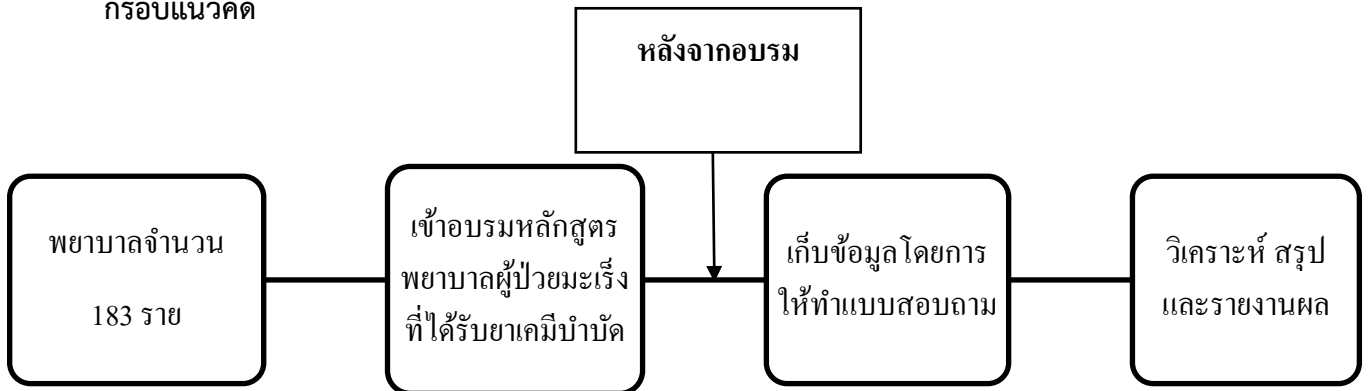 กรอบแนวคิด
หลังจากอบรม
พยาบาลจำนวน
183 ราย
เข้าอบรมหลักสูตร
พยาบาลผู้ป่วยมะเร็ง
ที่ได้รับยาเคมีบำบัด
เก็บข้อมูลโดยการ
ให้ทำแบบสอบถาม
วิเคราะห์ สรุป
และรายงานผล